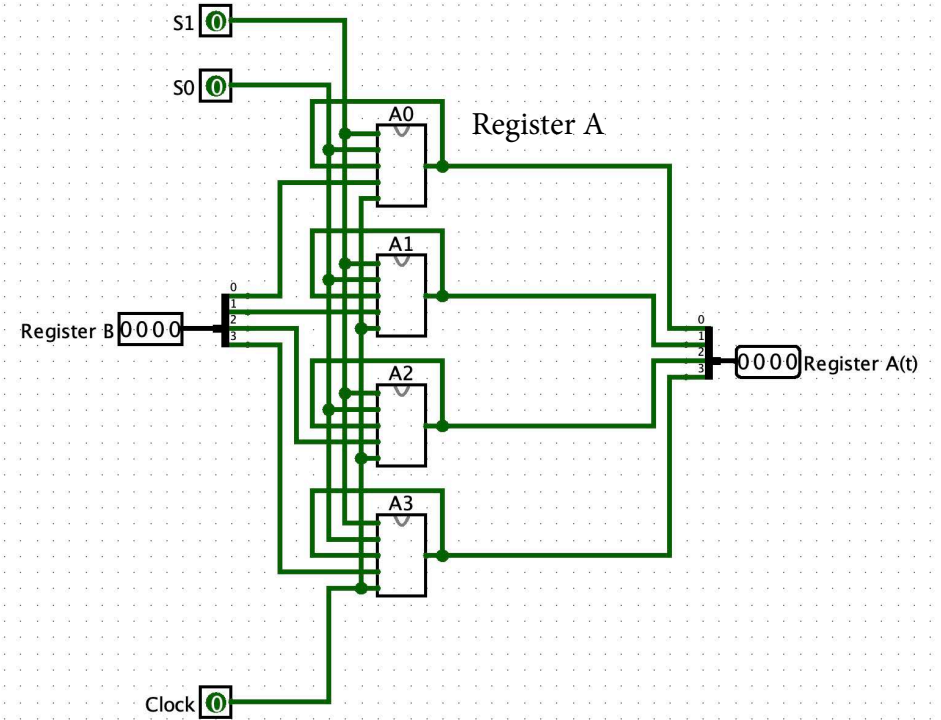 S1 0
S0 0
A0
Register A
A1
0
1
2
3
Register B 0 0 0 0
0
1
2
3
0 0 0 0 Register A(t)
A2
A3
Clock 0